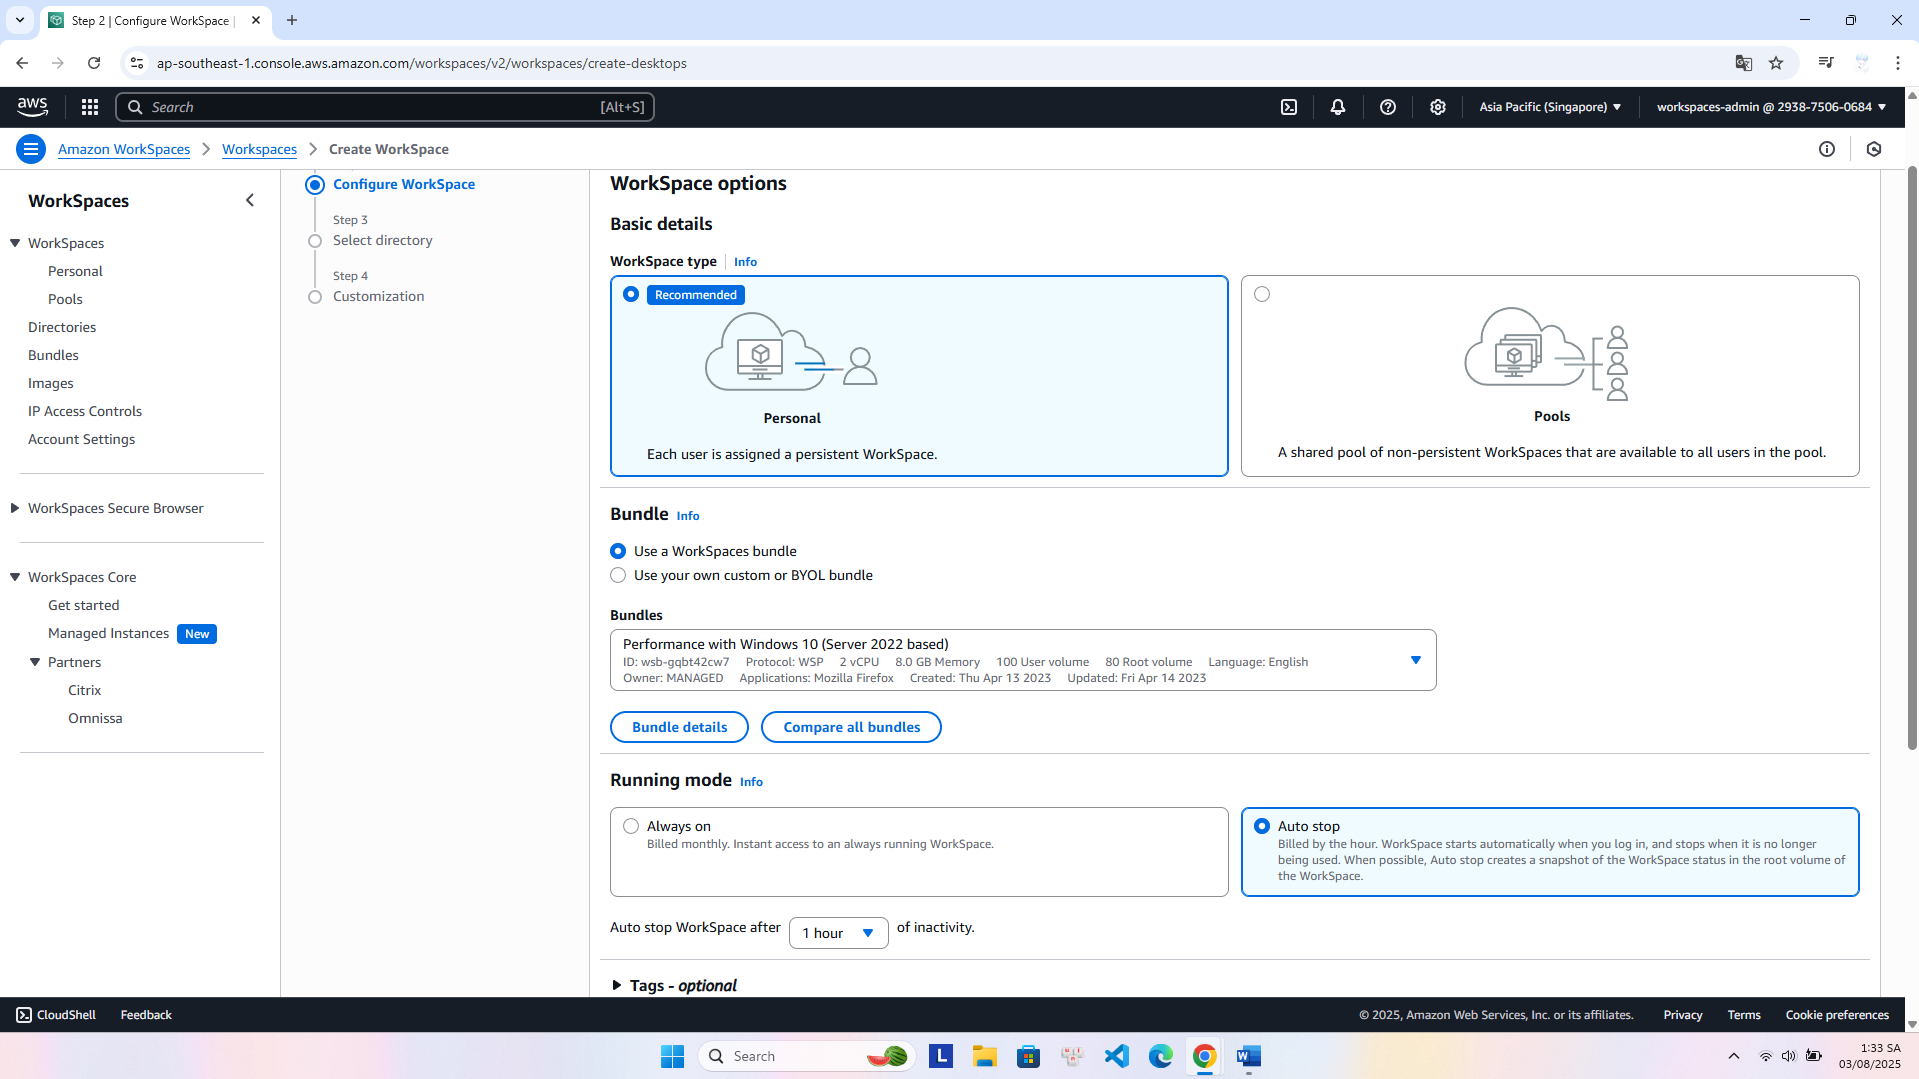 Step 2 | Configure WorkSpace |
ap-southeast-1.console.aws.amazon.com/workspaces/v2/workspaces/create-desktops
aws
Search [Alt+S]
Asia Pacific (Singapore)
workspaces-admin @ 2938-7506-0684
Amazon WorkSpaces
Workspaces
Create WorkSpace
WorkSpaces
WorkSpaces
Personal
Pools
Directories
Bundles
Images
IP Access Controls
Account Settings
WorkSpaces Secure Browser
WorkSpaces Core
Get started
Managed Instances New
Partners
Citrix
Omnissa
Configure WorkSpace
Step 3
Select directory
Step 4
Customization
WorkSpace options
Basic details
WorkSpace type Info
Recommended
Personal
Each user is assigned a persistent WorkSpace.
Pools
A shared pool of non-persistent WorkSpaces that are available to all users in the pool.
Bundle Info
Use a WorkSpaces bundle
Use your own custom or BYOL bundle
Bundles
Performance with Windows 10 (Server 2022 based)
ID: wsb-gqbt42cw7 Protocol: WSP 2 vCPU 8.0 GB Memory 100 User volume 80 Root volume Language: English
Owner: MANAGED Applications: Mozilla Firefox Created: Thu Apr 13 2023 Updated: Fri Apr 14 2023
Bundle details
Compare all bundles
Running mode Info
Always on
Billed monthly. Instant access to an always running WorkSpace.
Auto stop
Billed by the hour. WorkSpace starts automatically when you log in, and stops when it is no longer
being used. When possible, Auto stop creates a snapshot of the WorkSpace status in the root volume of
the WorkSpace.
Auto stop WorkSpace after 1 hour of inactivity.
Tags - optional
CloudShell
Feedback
© 2025, Amazon Web Services, Inc. or its affiliates.
Privacy
Terms
Cookie preferences
Search
L
W
1:33 SA
03/08/2025